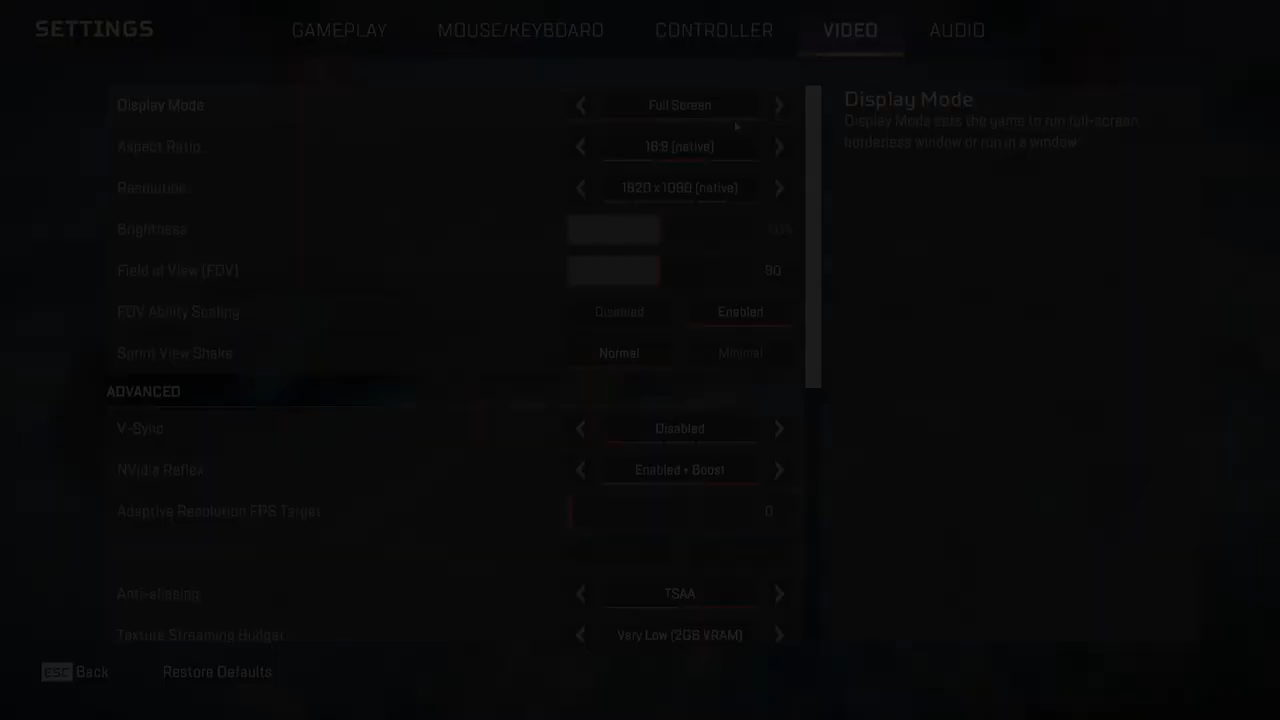 SETTINGS GAMEPLAY MOUSE/KEYBOARD CONTROLLER VIDEO AUDIO
Display Mode Full Screen
Aspect Ratio 16:9 (native)
Resolution 1920 x 1080 (native)
Brightness
Field of View (FOV) 90
FOV Ability Scaling Disabled Enabled
Sprint View Shake Normal Minimal
ADVANCED
V-Sync Disabled
NVidia Reflex Enabled + Boost
Adaptive Resolution FPS Target 0
Anti-aliasing TSAA
Texture Streaming Budget Very Low (2GB VRAM)
Display Mode
Display Mode sets the game to run full-screen
borderless window or run in a window
ESC Back Restore Defaults